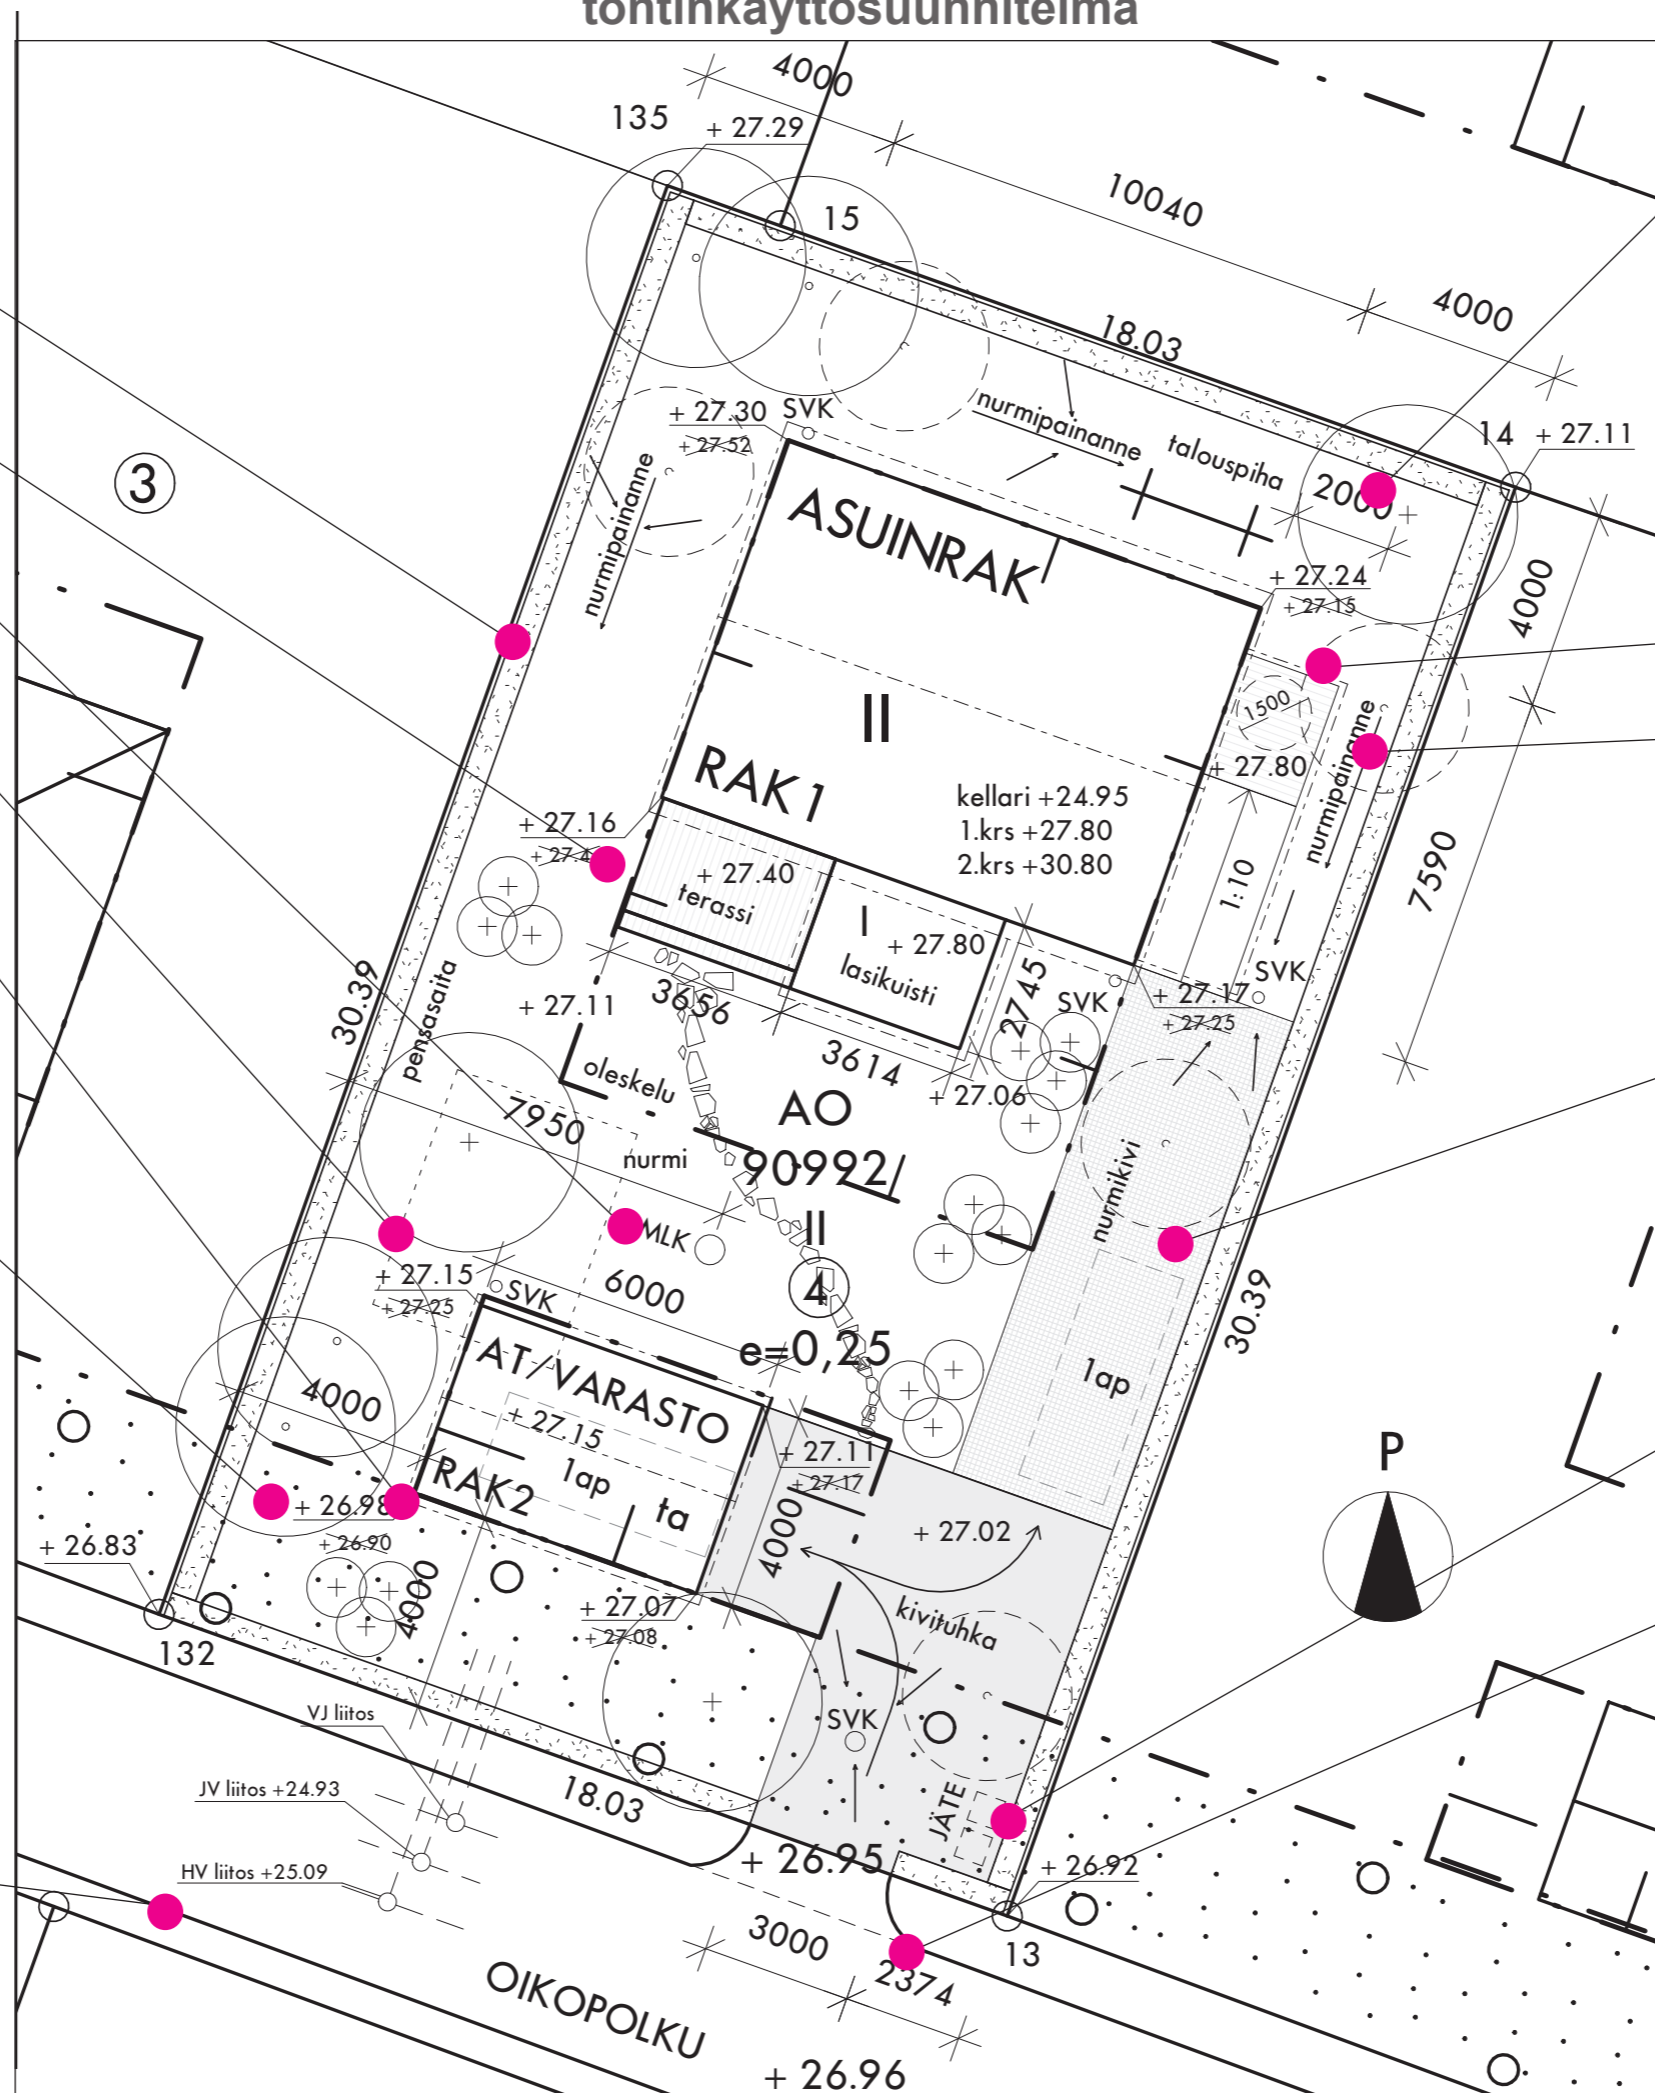 tontinkäyttösuunnitelma
4000
135
+ 27.29
10040
15
4000
18.03
+ 27.30
SVK
+ 27.52
nurmipainanne
talouspiha
14
+ 27.11
2000
3
nurmipainanne
ASUINRAK
+ 27.24
+ 27.15
4000
II
1500
nurmipainanne
RAK 1
+ 27.80
kellari +24.95
1.krs +27.80
2.krs +30.80
+ 27.16
+ 27.4
+ 27.40
terassi
1:10
7590
I
+ 27.80
lasikuisti
30.39
pensasaita
+ 27.11
3656
2745
SVK
SVK
+ 27.17
+ 27.25
3614
oleskelu
+ 27.06
7950
AO
nurmi
90992
nurmikivi
MLK
II
+ 27.15
+ 27.25
SVK
6000
4
30.39
e=0,25
AT/VARASTO
4000
1ap
+ 27.15
+ 27.11
+ 27.17
P
RAK2
1ap
ta
+ 26.98
+ 26.90
4000
+ 27.02
+ 26.83
4000
+ 27.07
+ 27.08
kivituhka
132
VJ liitos
SVK
JV liitos +24.93
18.03
JÄTE
HV liitos +25.09
+ 26.95
+ 26.92
3000
13
2374
OIKOPOLKU
+ 26.96